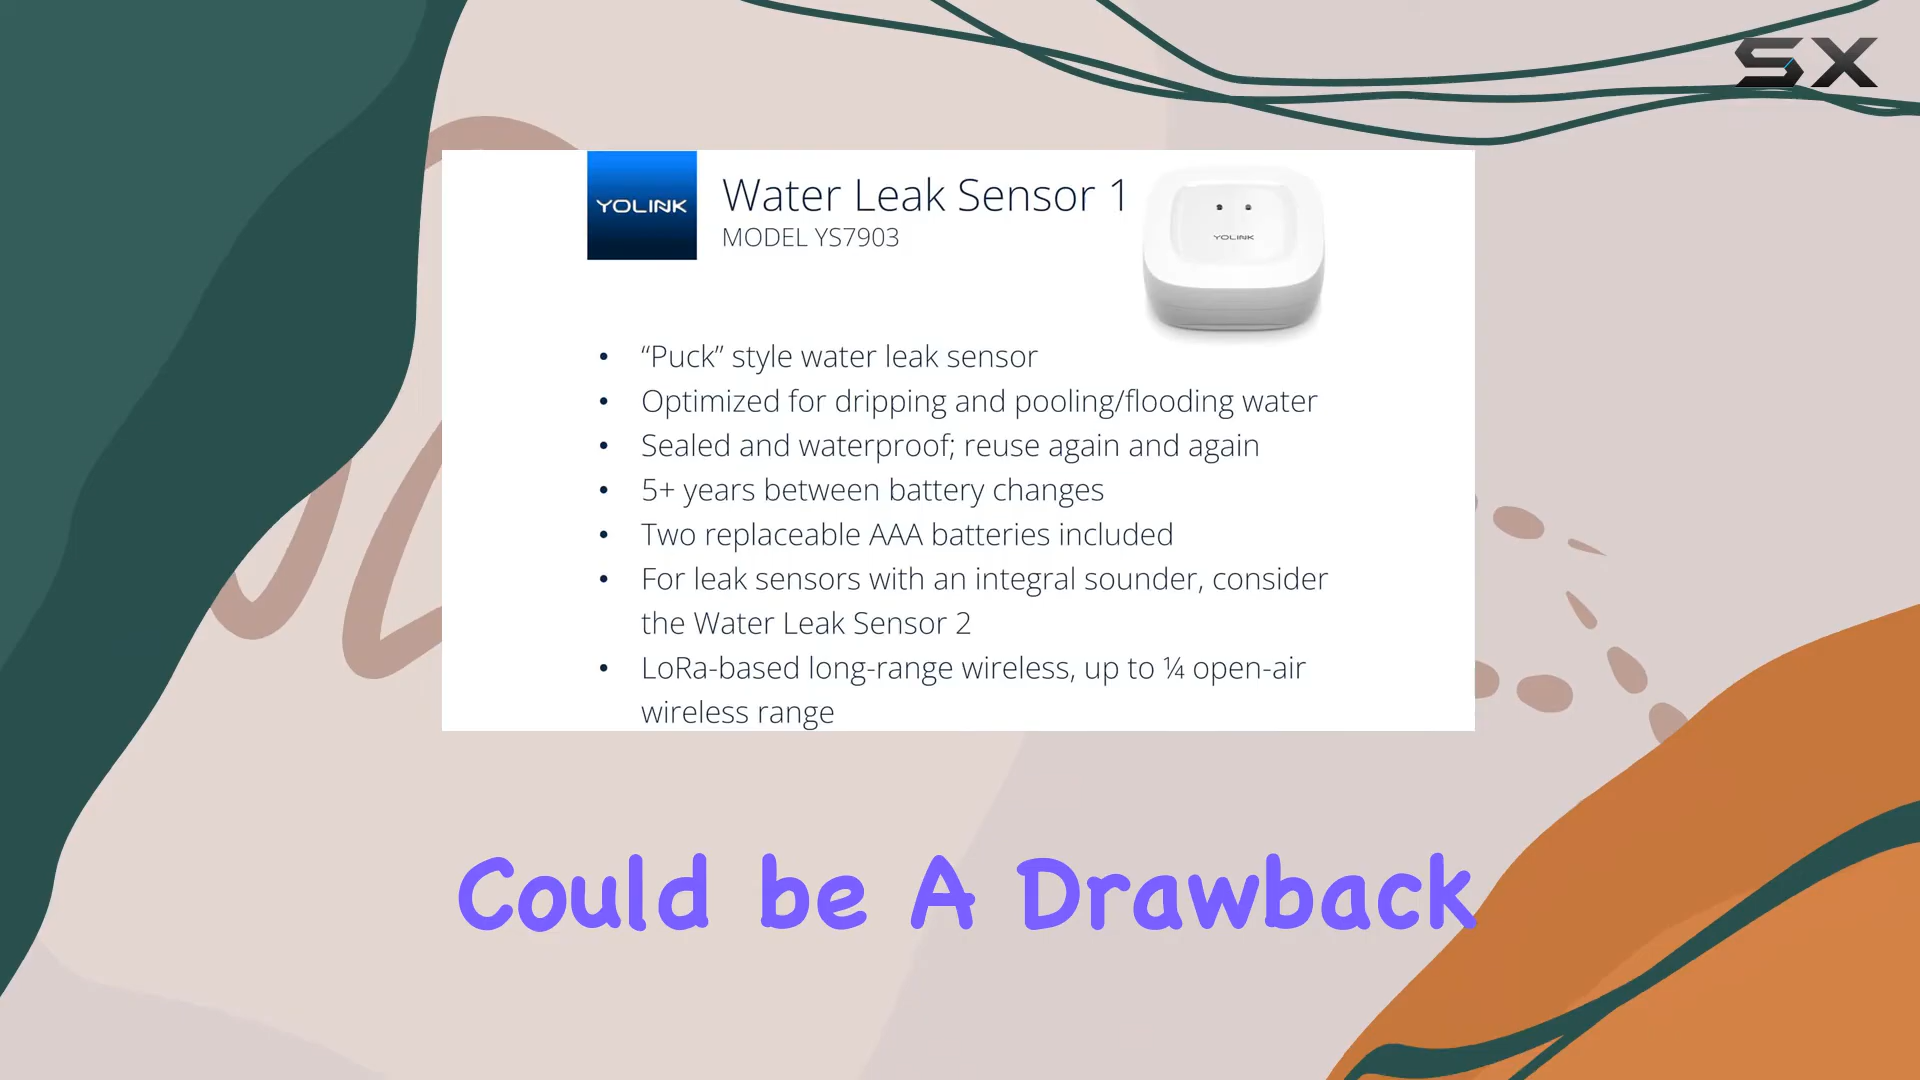 SX
YOLINK
Water Leak Sensor 1
MODEL YS7903
YOLINK
• “Puck” style water leak sensor
• Optimized for dripping and pooling/flooding water
• Sealed and waterproof; reuse again and again
• 5+ years between battery changes
• Two replaceable AAA batteries included
• For leak sensors with an integral sounder, consider
the Water Leak Sensor 2
• LoRa-based long-range wireless, up to ¼ open-air
wireless range
Could be A Drawback